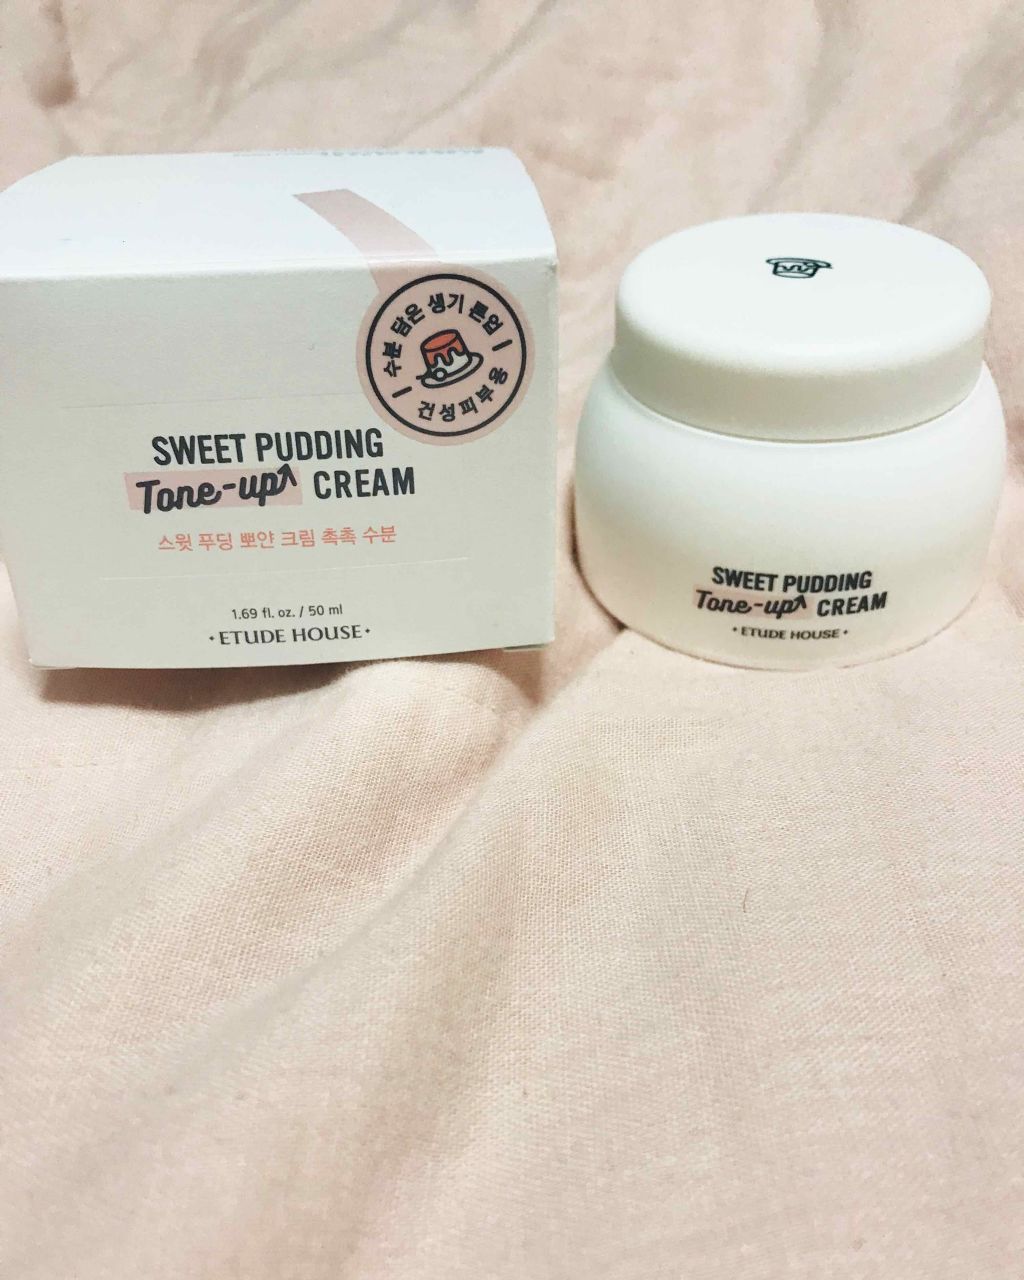 수분 담은 생기 톤업
건성피부용
SWEET PUDDING
Tone-up CREAM
스윗 푸딩 뽀얀 크림 촉촉 수분
1.69 fl. oz. / 50 ml
•ETUDE HOUSE•
SWEET PUDDING
Tone-up CREAM
•ETUDE HOUSE•